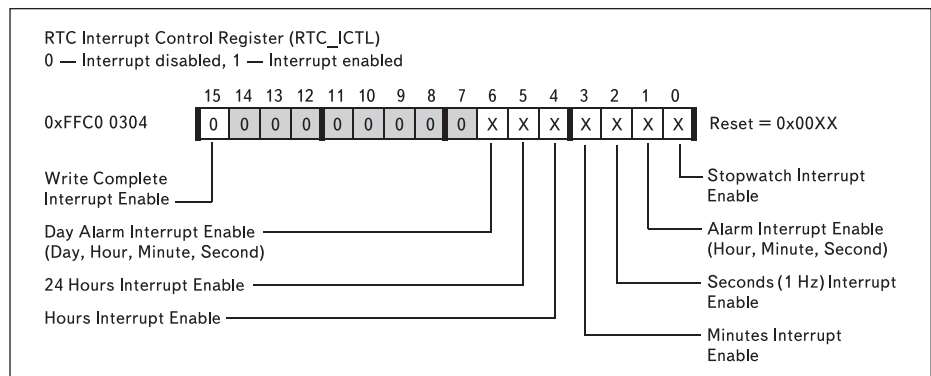 RTC Interrupt Control Register (RTC_ICTL)
0 — Interrupt disabled, 1 — Interrupt enabled
15 14 13 12 11 10 9 8 7 6 5 4 3 2 1 0
0xFFC0 0304 0 0 0 0 0 0 0 0 0 X X X X X X X Reset = 0x00XX
Write Complete
Interrupt Enable
Day Alarm Interrupt Enable
(Day, Hour, Minute, Second)
24 Hours Interrupt Enable
Hours Interrupt Enable
Stopwatch Interrupt
Enable
Alarm Interrupt Enable
(Hour, Minute, Second)
Seconds (1 Hz) Interrupt
Enable
Minutes Interrupt
Enable